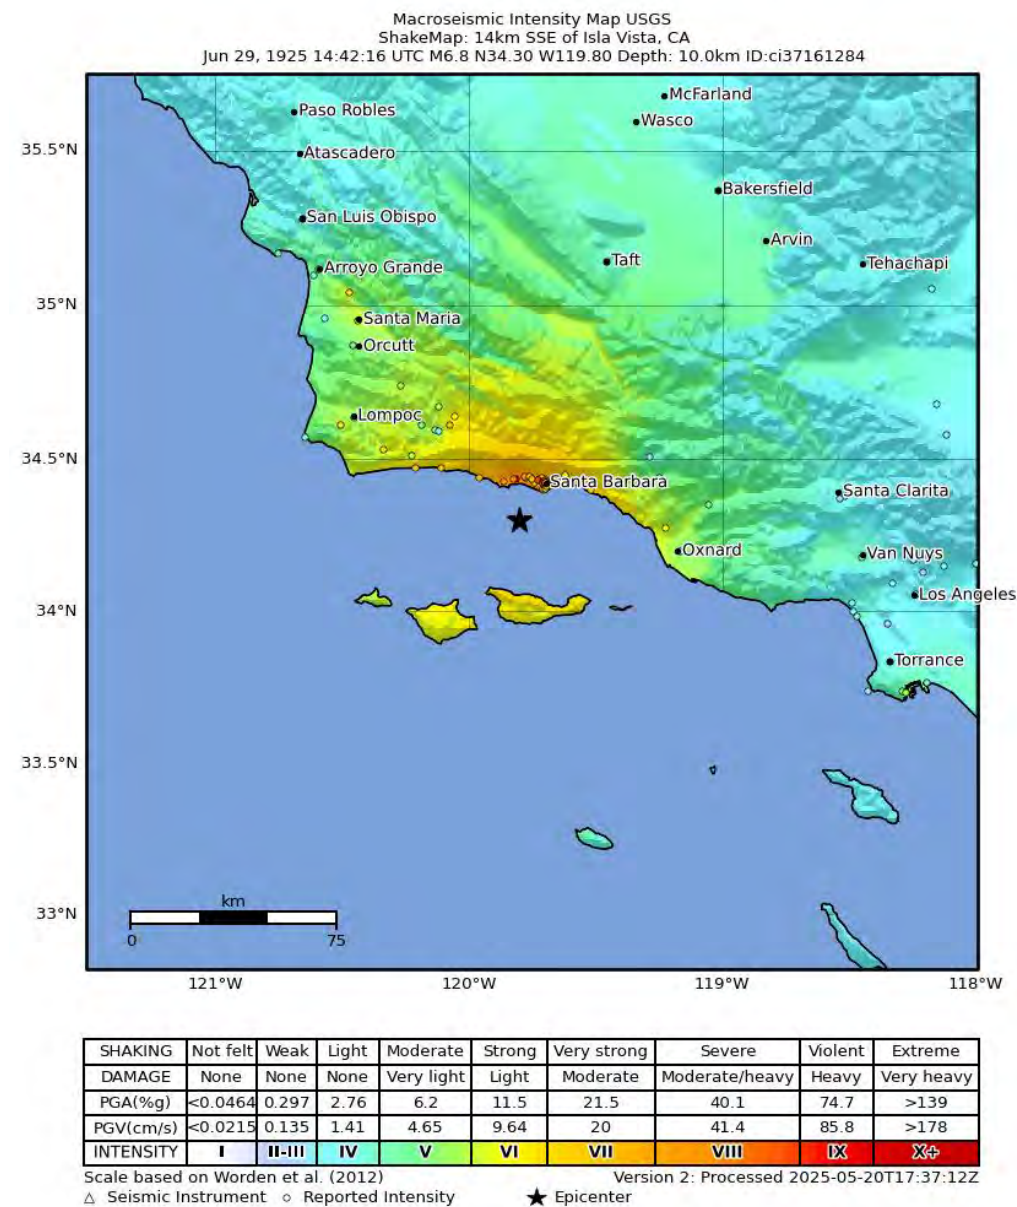 Macroseismic Intensity Map USGS
ShakeMap: 14km SSE of Isla Vista, CA
Jun 29, 1925 14:42:16 UTC M6.8 N34.30 W119.80 Depth: 10.0km ID:ci37161284
McFarland
Paso Robles
Wasco
35.5°N
Atascadero
Bakersfield
San Luis Obispo
Arvin
Taft
Tehachapi
Arroyo Grande
35°N
Santa Maria
Orcutt
Lompoc
34.5°N
Santa Barbara
Santa Clarita
Oxnard
Van Nuys
Los Angeles
34°N
Torrance
33.5°N
km
33°N
0 75
121°W 120°W 119°W 118°W
SHAKING Not felt Weak Light Moderate Strong Very strong Severe Violent Extreme
DAMAGE None None None Very light Light Moderate Moderate/heavy Heavy Very heavy
PGA(%g) <0.0464 0.297 2.76 6.2 11.5 21.5 40.1 74.7 >139
PGV(cm/s) <0.0215 0.135 1.41 4.65 9.64 20 41.4 85.8 >178
INTENSITY I II-III IV V VI VII VIII IX X+
Scale based on Worden et al. (2012) Version 2: Processed 2025-05-20T17:37:12Z
△ Seismic Instrument ○ Reported Intensity ★ Epicenter